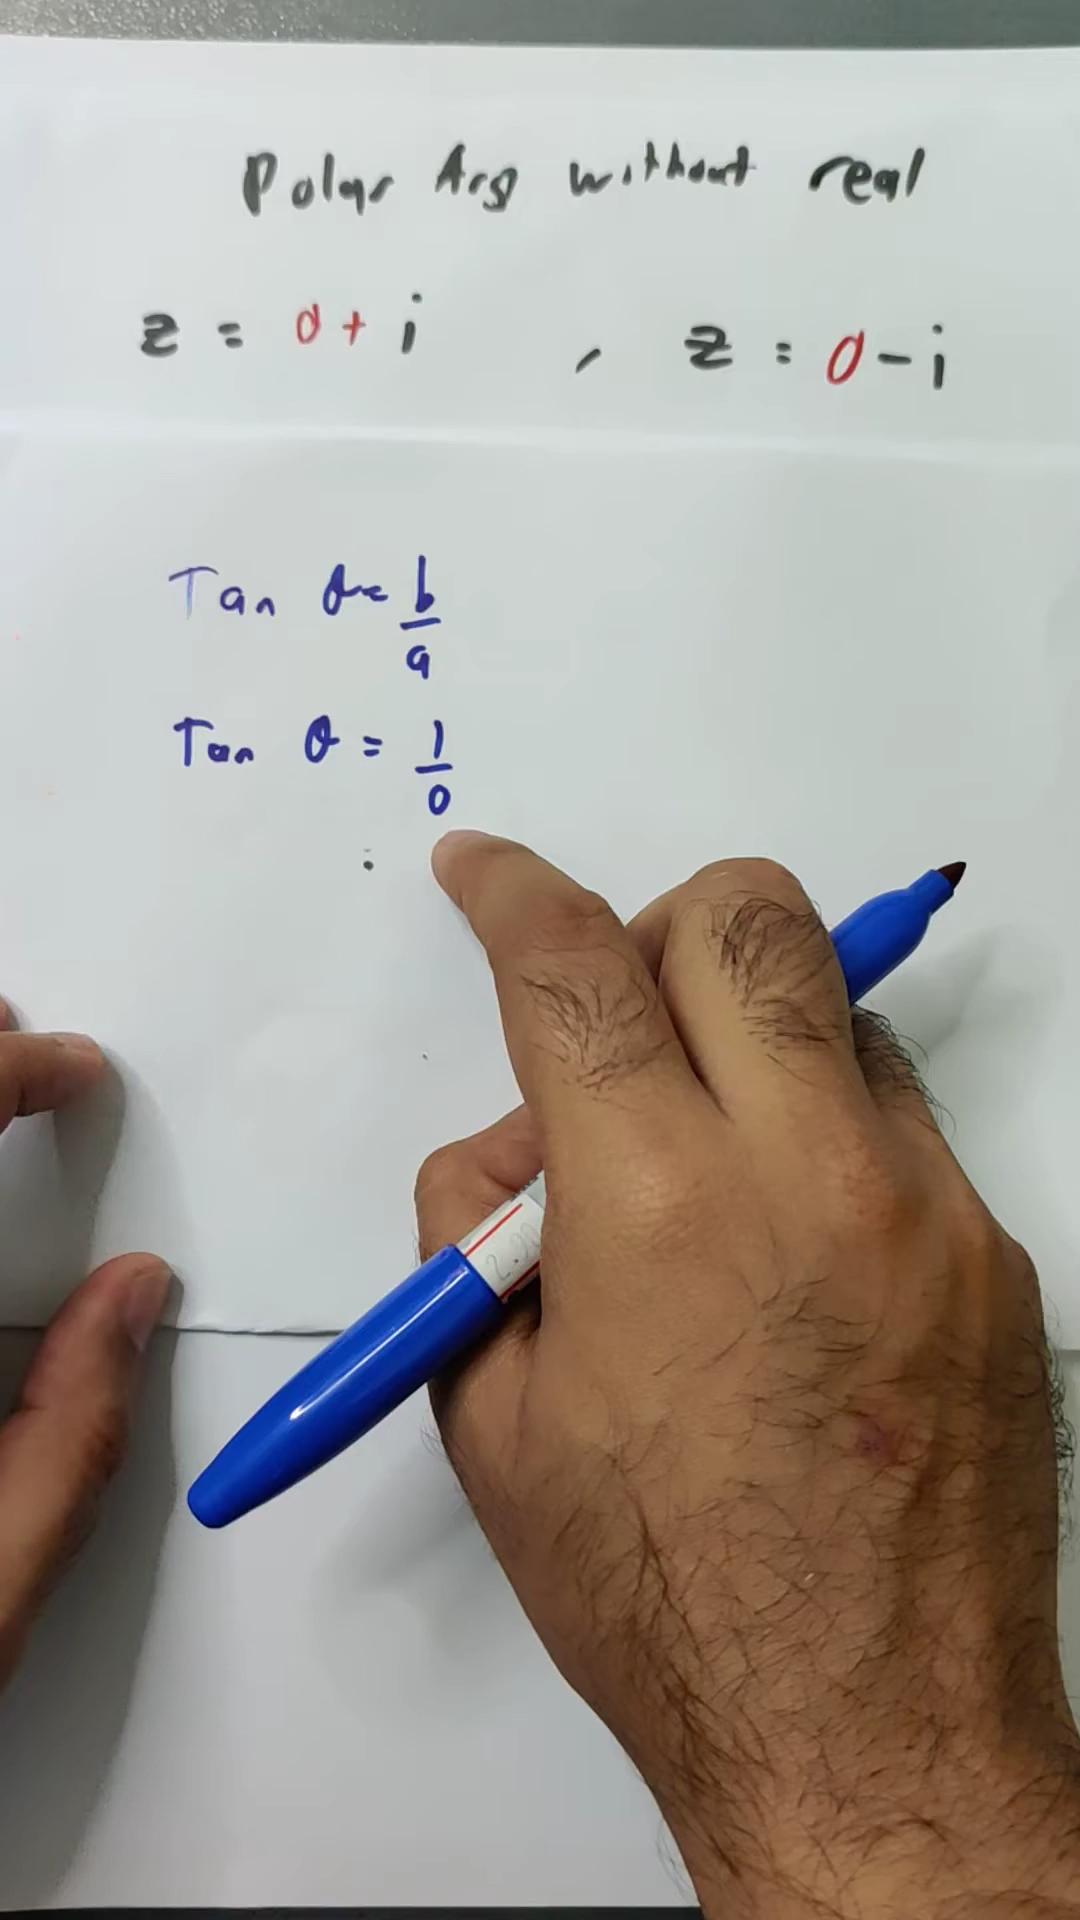 Polar Arg without real
z = 0 + i , z = 0 - i
Tan θ = b/a
Tan θ = 1/0